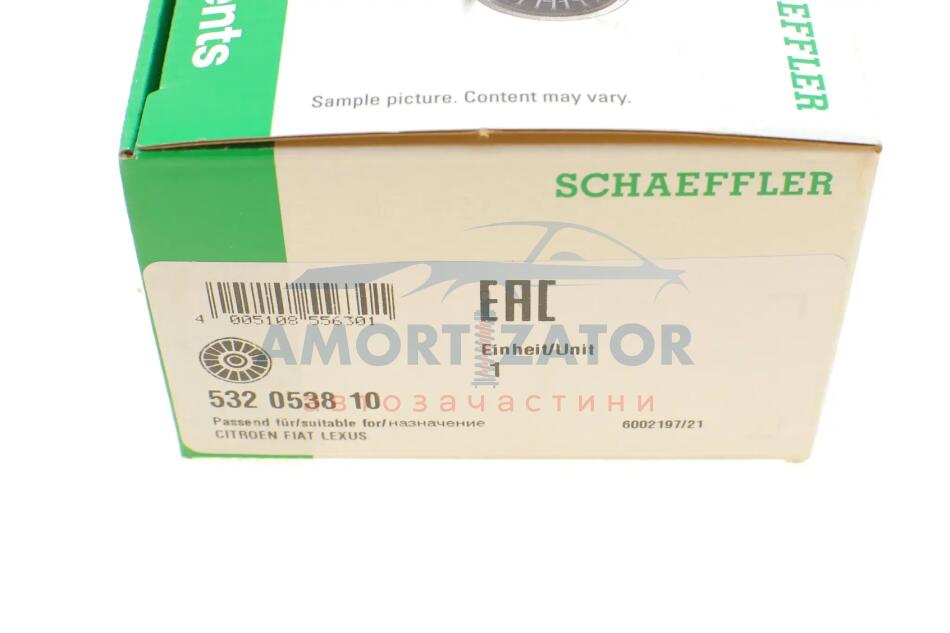 ents
EFFLER
Sample picture. Content may vary.
SCHAEFFLER
EAC
4 005108 556301
AMORTIZATOR
Einheit/Unit
1
532 0538 10
автозачастини
Passend für/suitable for/назначение
6002197/21
CITROEN FIAT LEXUS